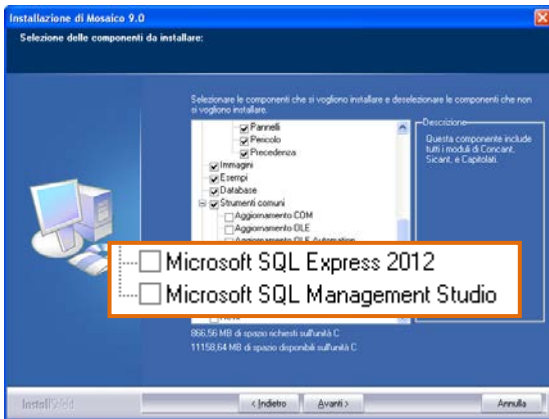 Installazione di Mosaico 9.0
Selezione delle componenti da installare:
Selezionare le componenti che si vogliono installare e deselezionare le componenti che non
si vogliono installare.
Pannelli
Pericolo
Precedenza
Immagini
Esempi
Database
Strumenti comuni
Aggiornamento COM
Aggiornamento OLE
Aggiornamento OLE Automation
Descrizione
Questa componente include
tutti i moduli di Concant,
Sicant, e Capitolati.
Microsoft SQL Express 2012
Microsoft SQL Management Studio
866,56 MB di spazio richiesti sull'unità C
11158,64 MB di spazio disponibili sull'unità C
InstallShield
< Indietro
Avanti >
Annulla